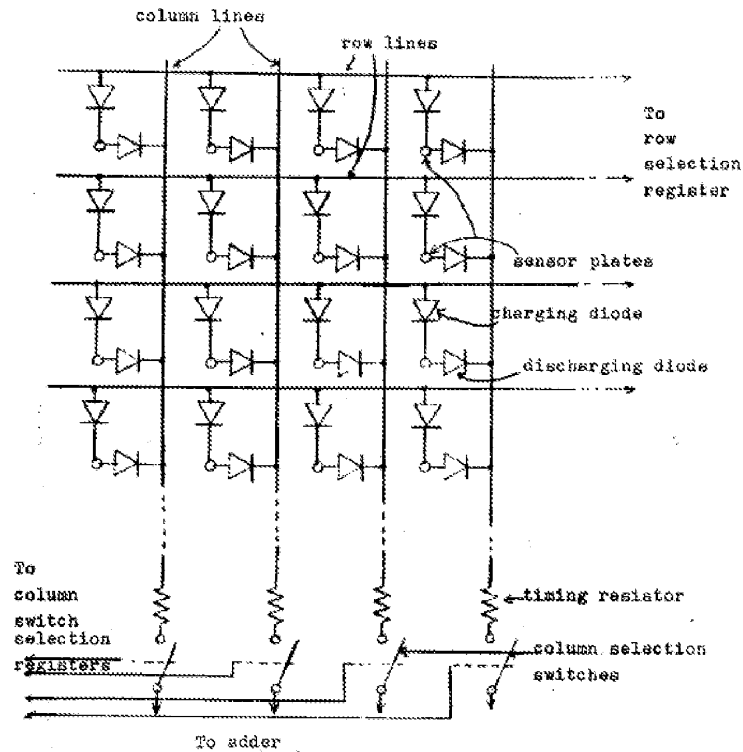 column lines
row lines
To
row
selection
register
sensor plates
charging diode
discharging diode
To
column
switch
selection
registers
timing resistor
column selection
switches
To adder